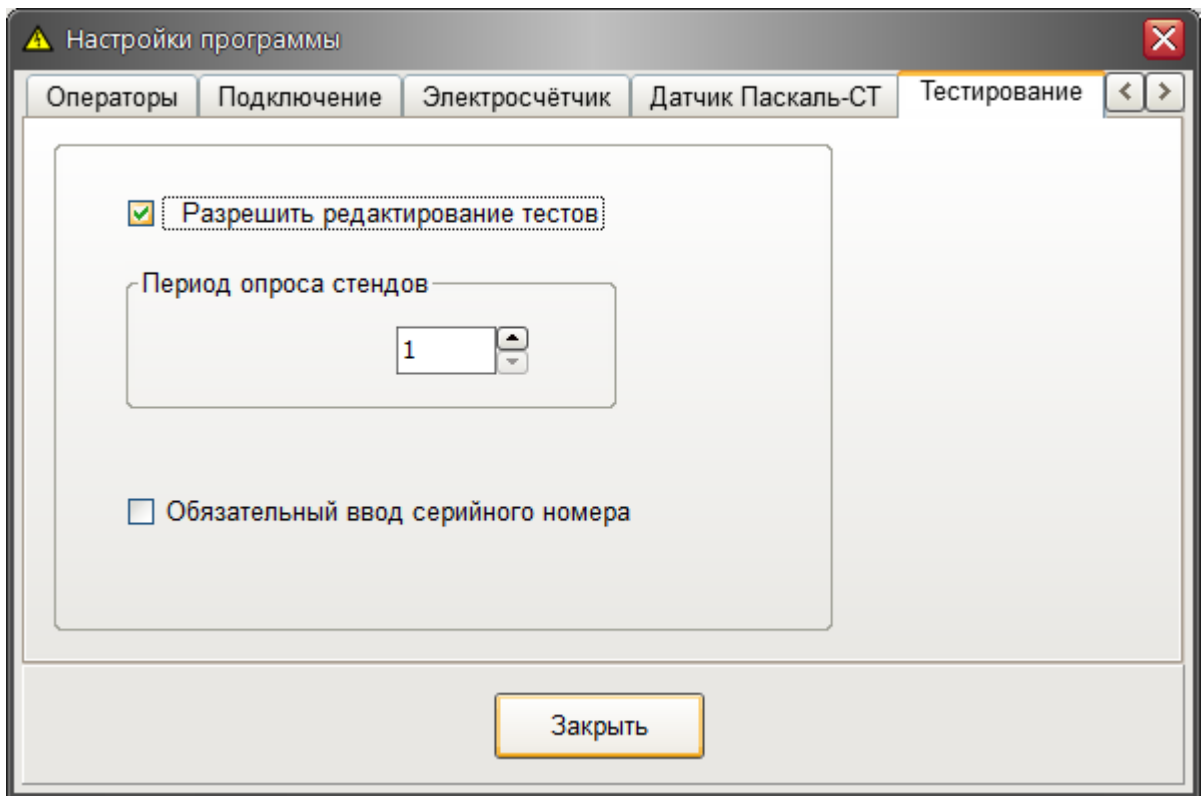 Настройки программы
Операторы Подключение Электросчётчик Датчик Паскаль-СТ Тестирование
Разрешить редактирование тестов
Период опроса стендов
1
Обязательный ввод серийного номера
Закрыть